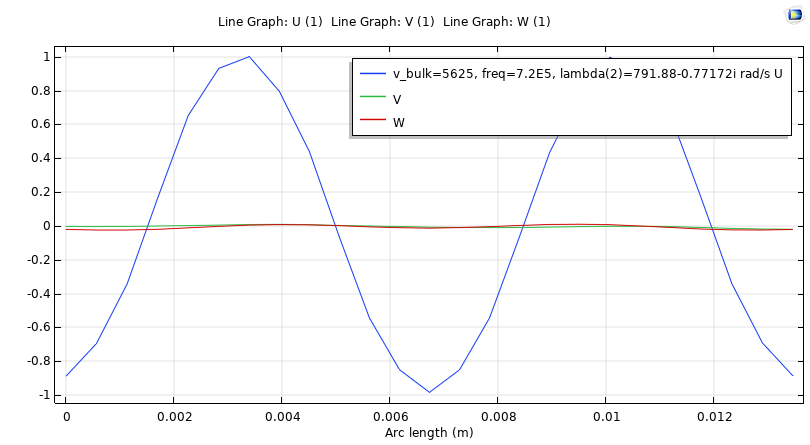 Line Graph: U (1) Line Graph: V (1) Line Graph: W (1)
v_bulk=5625, freq=7.2E5, lambda(2)=791.88-0.77172i rad/s U
V
W
1
0.8
0.6
0.4
0.2
0
-0.2
-0.4
-0.6
-0.8
-1
0 0.002 0.004 0.006 0.008 0.01 0.012
Arc length (m)